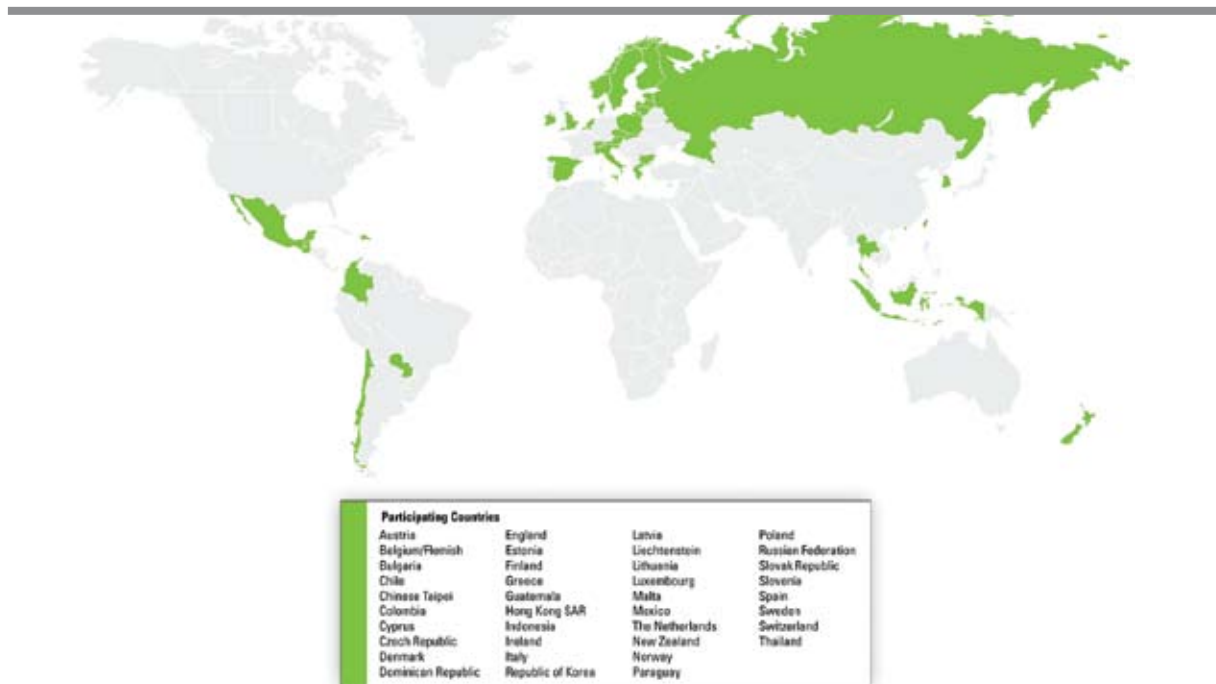 Participating Countries
Austria
Belgium/Flemish
Bulgaria
Chile
Chinese Taipei
Colombia
Cyprus
Czech Republic
Denmark
Dominican Republic
England
Estonia
Finland
Greece
Guatemala
Hong Kong SAR
Indonesia
Ireland
Italy
Republic of Korea
Latvia
Liechtenstein
Lithuania
Luxembourg
Malta
Mexico
The Netherlands
New Zealand
Norway
Paraguay
Poland
Russian Federation
Slovak Republic
Slovenia
Spain
Sweden
Switzerland
Thailand